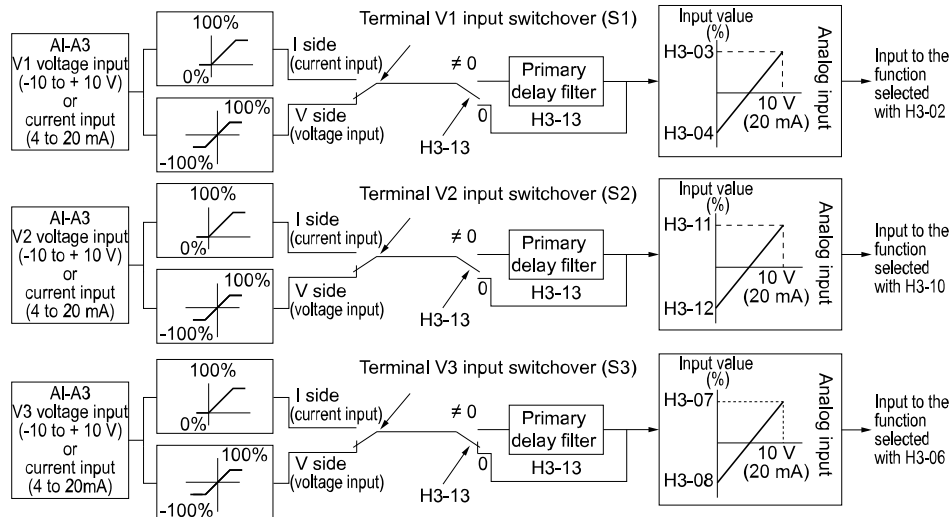 AI-A3
V1 voltage input
(-10 to + 10 V)
or
current input
(4 to 20 mA)
100%
0%
100%
-100%
I side
(current input)
V side
(voltage input)
Terminal V1 input switchover (S1)
H3-13
≠ 0
0
Primary
delay filter
H3-13
Input value
(%)
H3-03
H3-04
10 V
(20 mA)
Analog input
Input to the
function
selected
with H3-02
AI-A3
V2 voltage input
(-10 to + 10 V)
or
current input
(4 to 20 mA)
100%
0%
100%
-100%
I side
(current input)
V side
(voltage input)
Terminal V2 input switchover (S2)
H3-13
≠ 0
0
Primary
delay filter
H3-13
Input value
(%)
H3-11
H3-12
10 V
(20 mA)
Analog input
Input to the
function
selected
with H3-10
AI-A3
V3 voltage input
(-10 to + 10 V)
or
current input
(4 to 20mA)
100%
0%
100%
-100%
I side
(current input)
V side
(voltage input)
Terminal V3 input switchover (S3)
H3-13
≠ 0
0
Primary
delay filter
H3-13
Input value
(%)
H3-07
H3-08
10 V
(20 mA)
Analog input
Input to the
function
selected
with H3-06